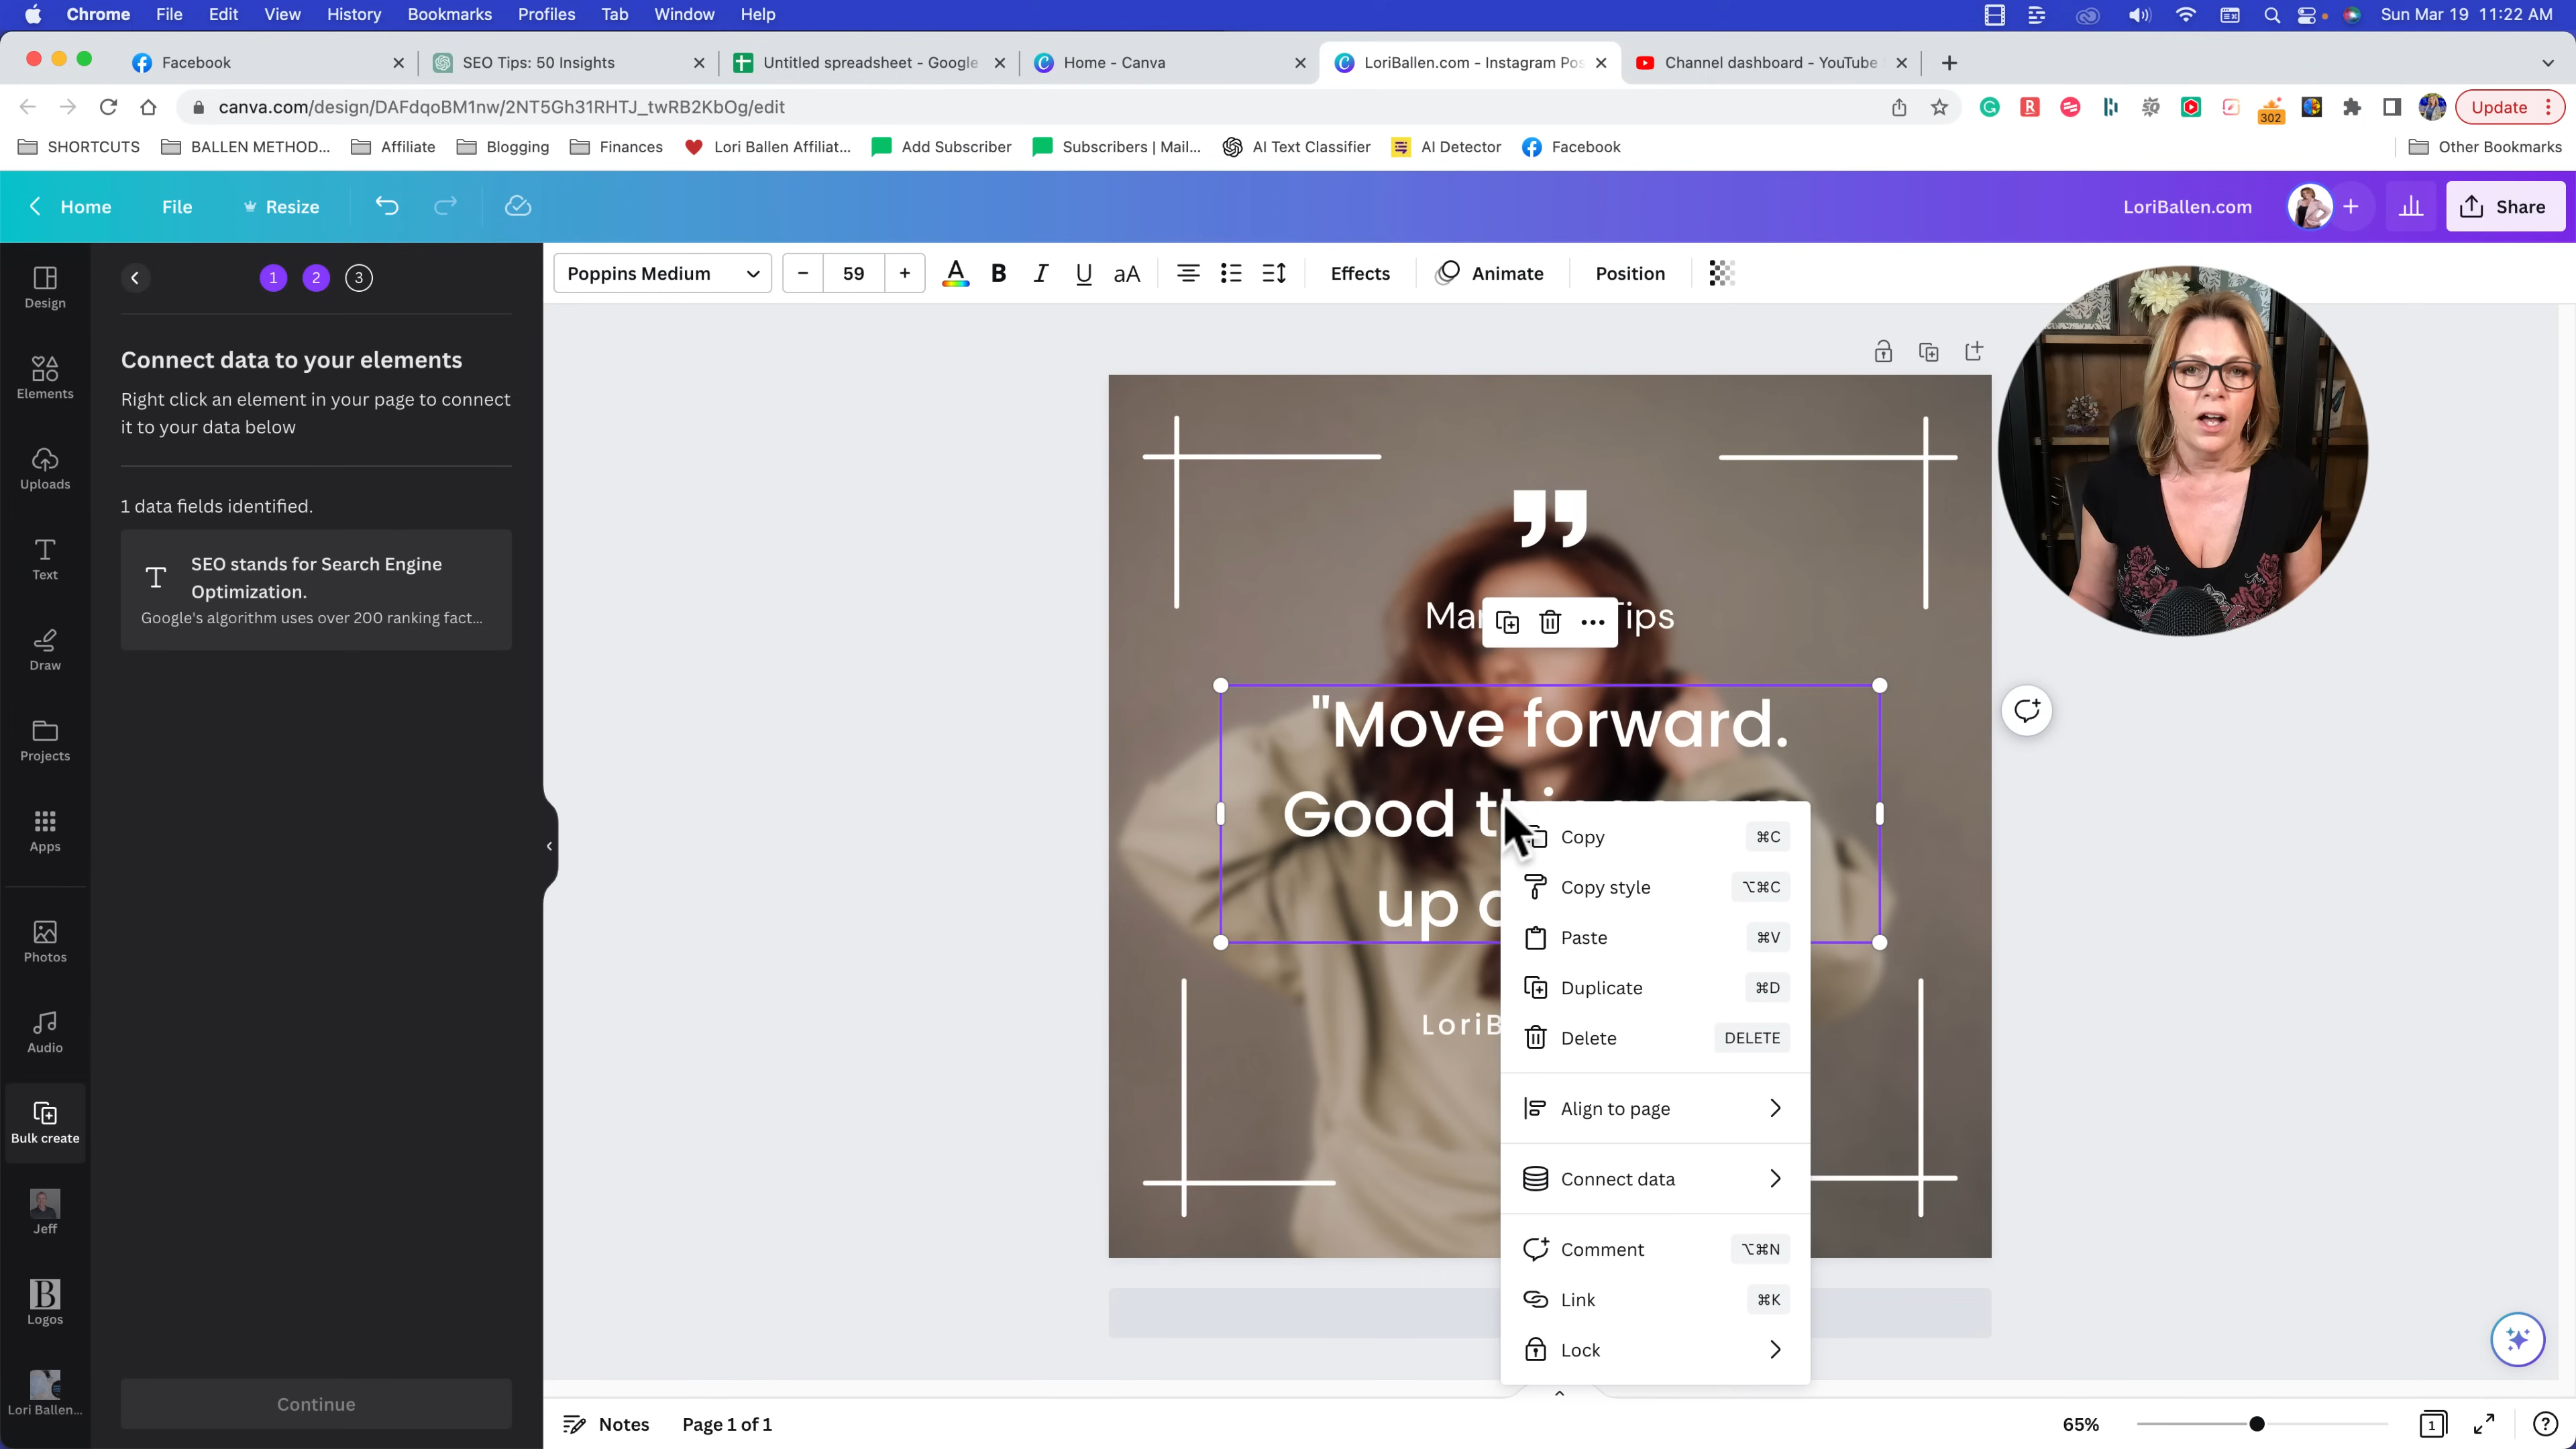 Chrome File Edit View History Bookmarks Profiles Tab Window Help
Sun Mar 19 11:22 AM
Facebook
SEO Tips: 50 Insights
Untitled spreadsheet - Google
Home - Canva
LoriBallen.com - Instagram Pos
Channel dashboard - YouTube
canva.com/design/DAFdqoBM1nw/2NT5Gh31RHTJ_twRB2KbOg/edit
302
Update
SHORTCUTS
BALLEN METHOD...
Affiliate
Blogging
Finances
Lori Ballen Affiliat...
Add Subscriber
Subscribers | Mail...
AI Text Classifier
AI Detector
Facebook
Other Bookmarks
Home
File
Resize
LoriBallen.com
Share
Poppins Medium
59
B I U aA
Effects
Animate
Position
Design
Elements
Uploads
Text
Draw
Projects
Apps
Photos
Audio
Bulk create
Jeff
B
Logos
Lori Ballen...
1 2 3
Connect data to your elements
Right click an element in your page to connect
it to your data below
1 data fields identified.
T
SEO stands for Search Engine
Optimization.
Google's algorithm uses over 200 ranking fact...
Continue
Mar
Tips
"Move forward.
Good
up
LoriB
Copy ⌘C
Copy style ⌥⌘C
Paste ⌘V
Duplicate ⌘D
Delete DELETE
Align to page
Connect data
Comment ⌥⌘N
Link ⌘K
Lock
Notes
Page 1 of 1
65%
1
?